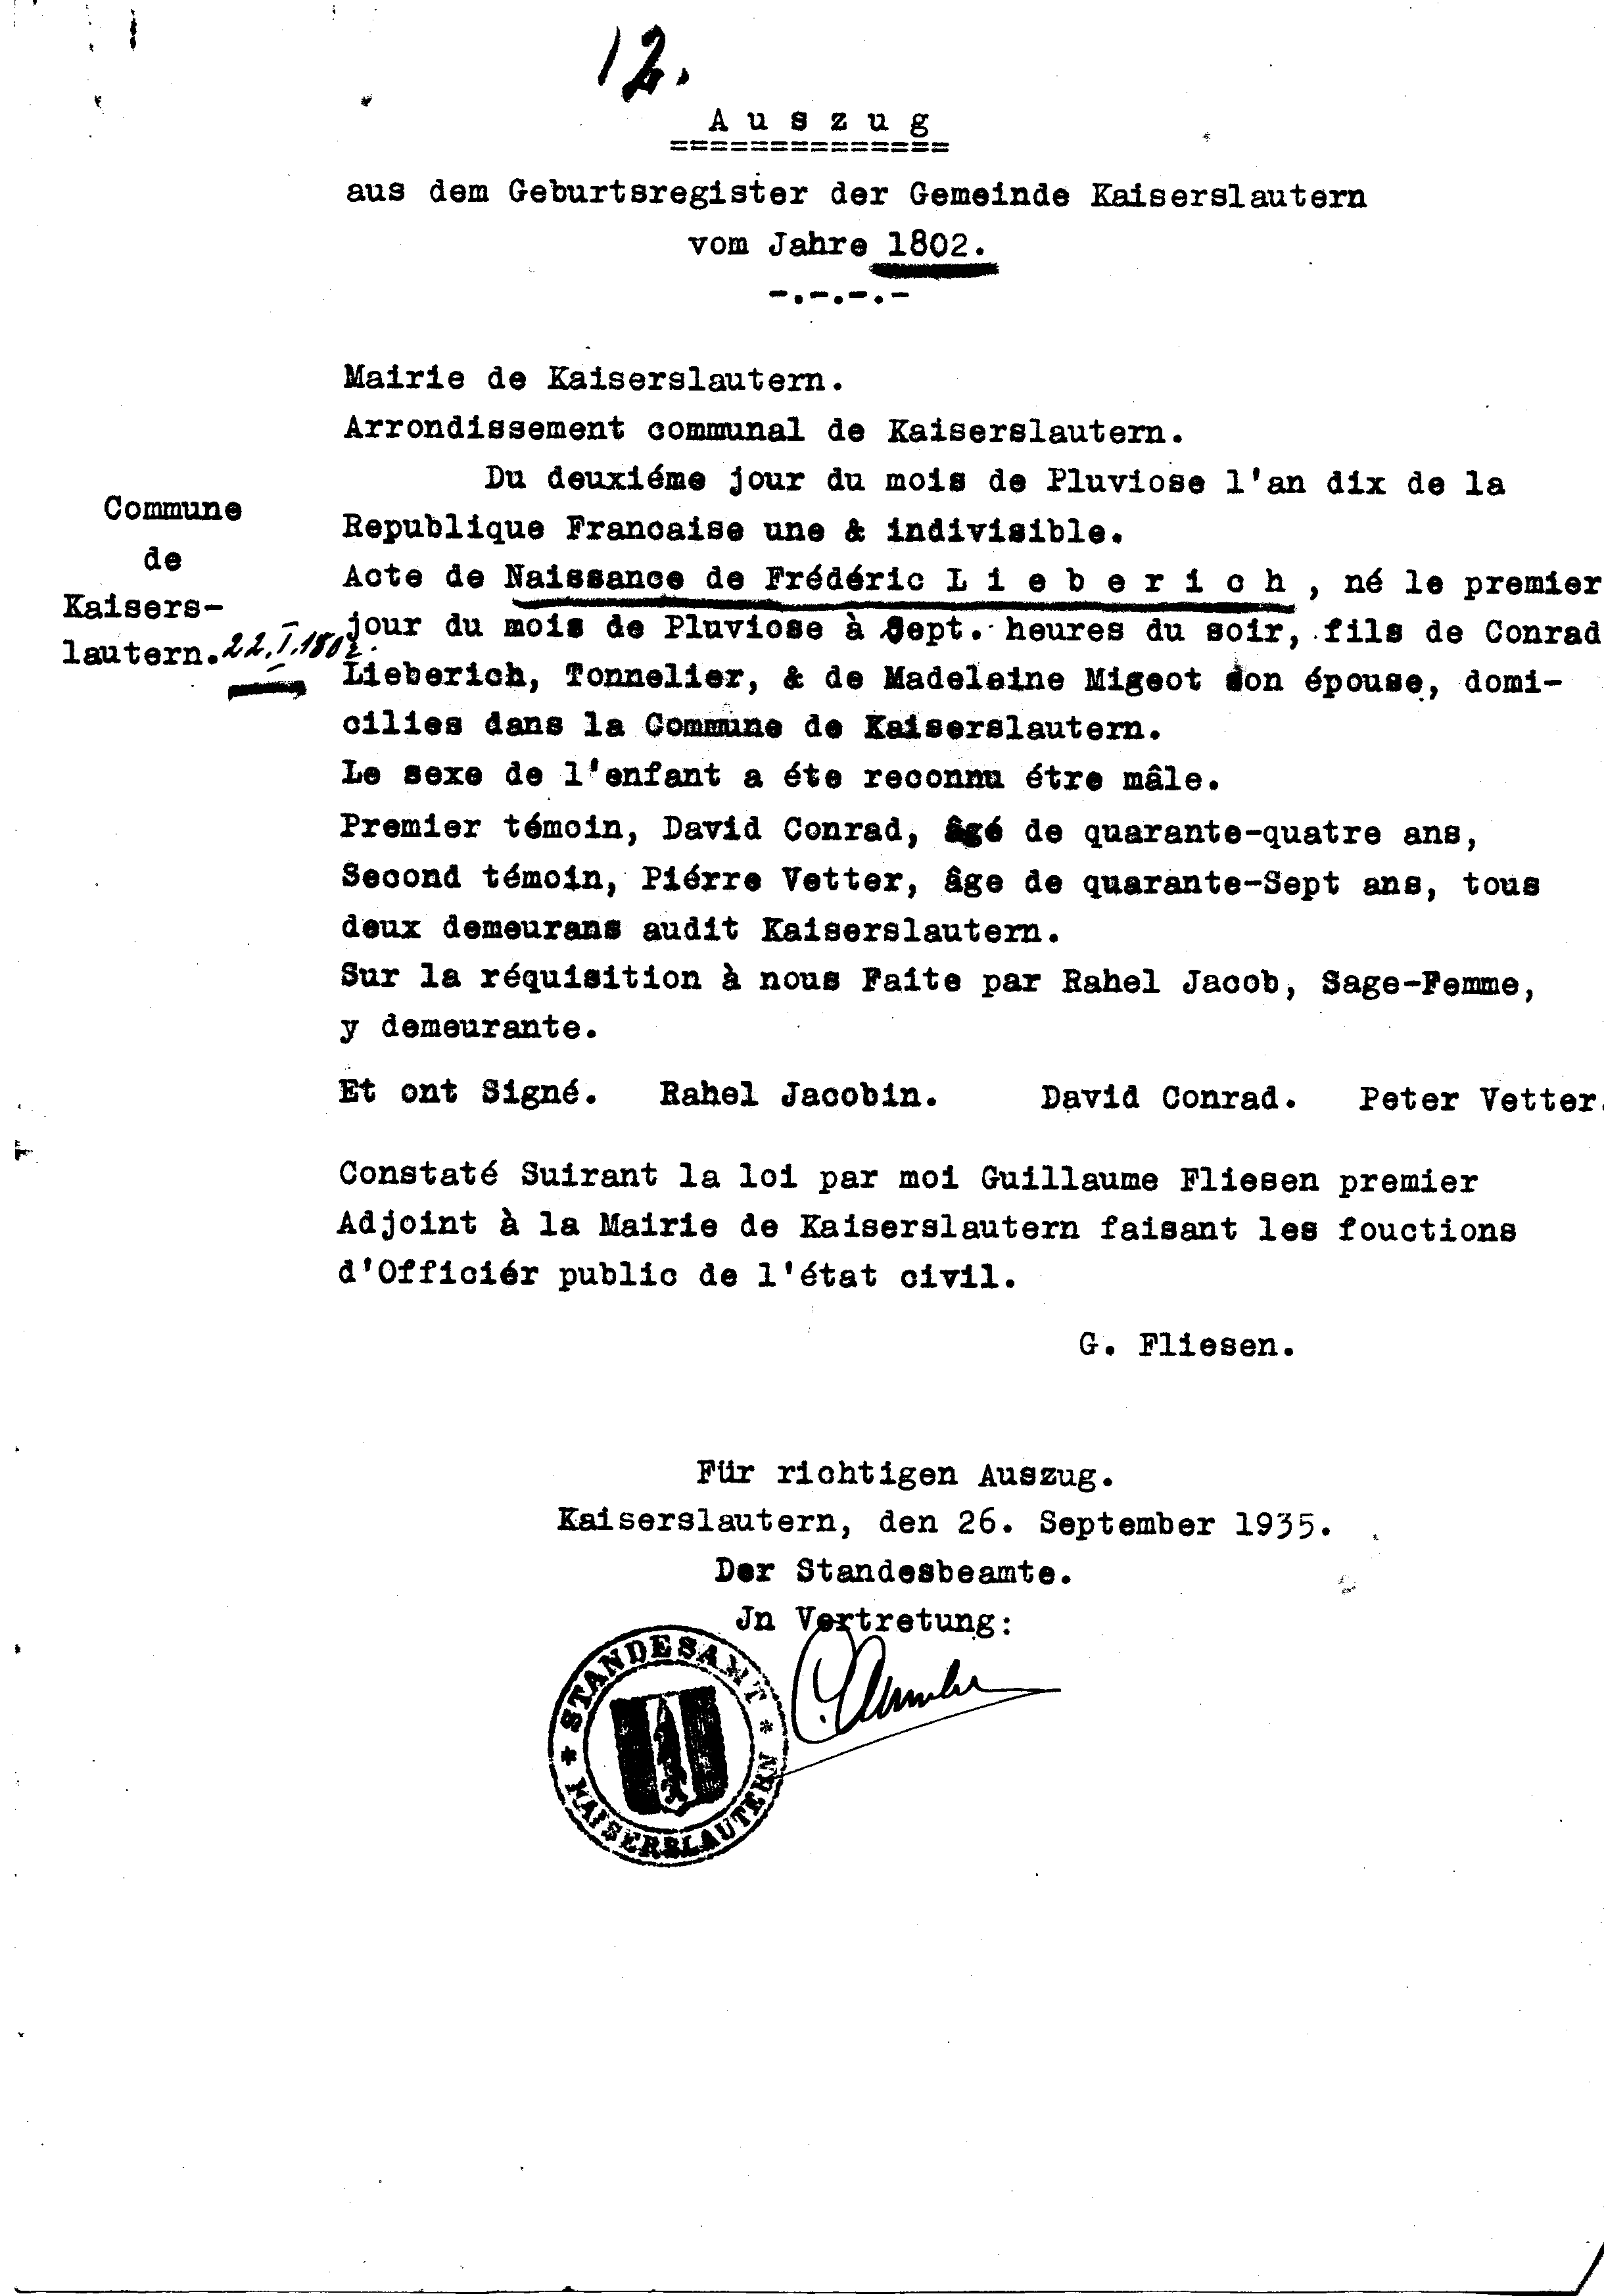 12.
Auszug
==============
aus dem Geburtsregister der Gemeinde Kaiserslautern
vom Jahre 1802.
-.-.-.-
Mairie de Kaiserslautern.
Arrondissement communal de Kaiserslautern.
Du deuxiéme jour du mois de Pluviose l'an dix de la
Republique Francaise une & indivisible.
Acte de Naissance de Frédéric Lieberich, né le premier
jour du mois de Pluviose à Sept. heures du soir, fils de Conrad
Lieberich, Tonnelier, & de Madeleine Migeot son épouse, domi-
cilies dans la Commune de Kaiserslautern.
Le sexe de l'enfant a éte reconnu étre mâle.
Premier témoin, David Conrad, âgé de quarante-quatre ans,
Second témoin, Piérre Vetter, âge de quarante-Sept ans, tous
deux demeurans audit Kaiserslautern.
Sur la réquisition à nous Faite par Rahel Jacob, Sage-Femme,
y demeurante.
Et ont Signé. Rahel Jacobin. David Conrad. Peter Vetter.
Constaté Suirant la loi par moi Guillaume Fliesen premier
Adjoint à la Mairie de Kaiserslautern faisant les fouctions
d'Officiér public de l'état civil.
G. Fliesen.
Commune
de
Kaisers-
lautern. 22.I.1802.
Für richtigen Auszug.
Kaiserslautern, den 26. September 1935.
Der Standesbeamte.
Jn Vertretung:
* STANDESAMT *
KAISERSLAUTERN